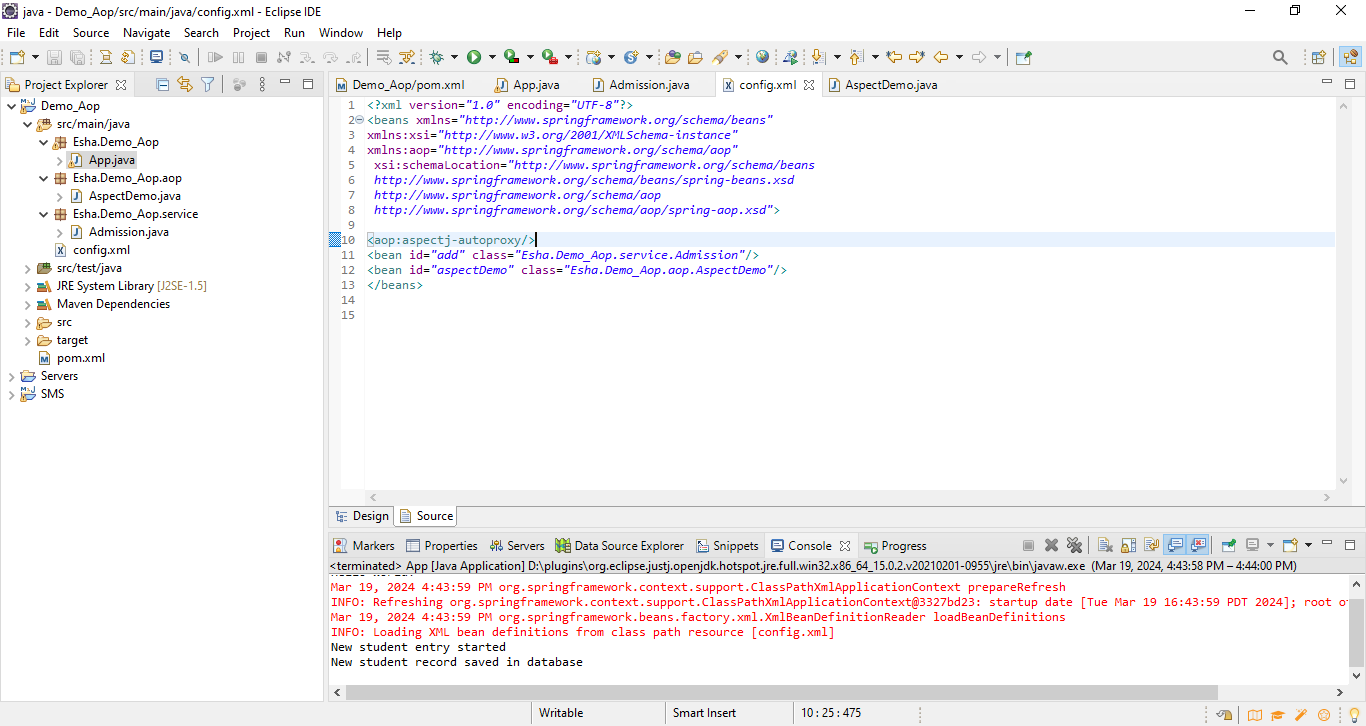 java - Demo_Aop/src/main/java/config.xml - Eclipse IDE
File Edit Source Navigate Search Project Run Window Help
Project Explorer
Demo_Aop
src/main/java
Esha.Demo_Aop
App.java
Esha.Demo_Aop.aop
AspectDemo.java
Esha.Demo_Aop.service
Admission.java
config.xml
src/test/java
JRE System Library [J2SE-1.5]
Maven Dependencies
src
target
pom.xml
Servers
SMS
Demo_Aop/pom.xml App.java Admission.java config.xml AspectDemo.java
1 <?xml version="1.0" encoding="UTF-8"?>
2 <beans xmlns="http://www.springframework.org/schema/beans"
3 xmlns:xsi="http://www.w3.org/2001/XMLSchema-instance"
4 xmlns:aop="http://www.springframework.org/schema/aop"
5 xsi:schemaLocation="http://www.springframework.org/schema/beans
6 http://www.springframework.org/schema/beans/spring-beans.xsd
7 http://www.springframework.org/schema/aop
8 http://www.springframework.org/schema/aop/spring-aop.xsd">
9
10 <aop:aspectj-autoproxy/>
11 <bean id="add" class="Esha.Demo_Aop.service.Admission"/>
12 <bean id="aspectDemo" class="Esha.Demo_Aop.aop.AspectDemo"/>
13 </beans>
14
15
Design Source
Markers Properties Servers Data Source Explorer Snippets Console Progress
<terminated> App [Java Application] D:\plugins\org.eclipse.justj.openjdk.hotspot.jre.full.win32.x86_64_15.0.2.v20210201-0955\jre\bin\javaw.exe (Mar 19, 2024, 4:43:58 PM – 4:44:00 PM)
Mar 19, 2024 4:43:59 PM org.springframework.context.support.ClassPathXmlApplicationContext prepareRefresh
INFO: Refreshing org.springframework.context.support.ClassPathXmlApplicationContext@3327bd23: startup date [Tue Mar 19 16:43:59 PDT 2024]; root o
Mar 19, 2024 4:43:59 PM org.springframework.beans.factory.xml.XmlBeanDefinitionReader loadBeanDefinitions
INFO: Loading XML bean definitions from class path resource [config.xml]
New student entry started
New student record saved in database
Writable Smart Insert 10 : 25 : 475